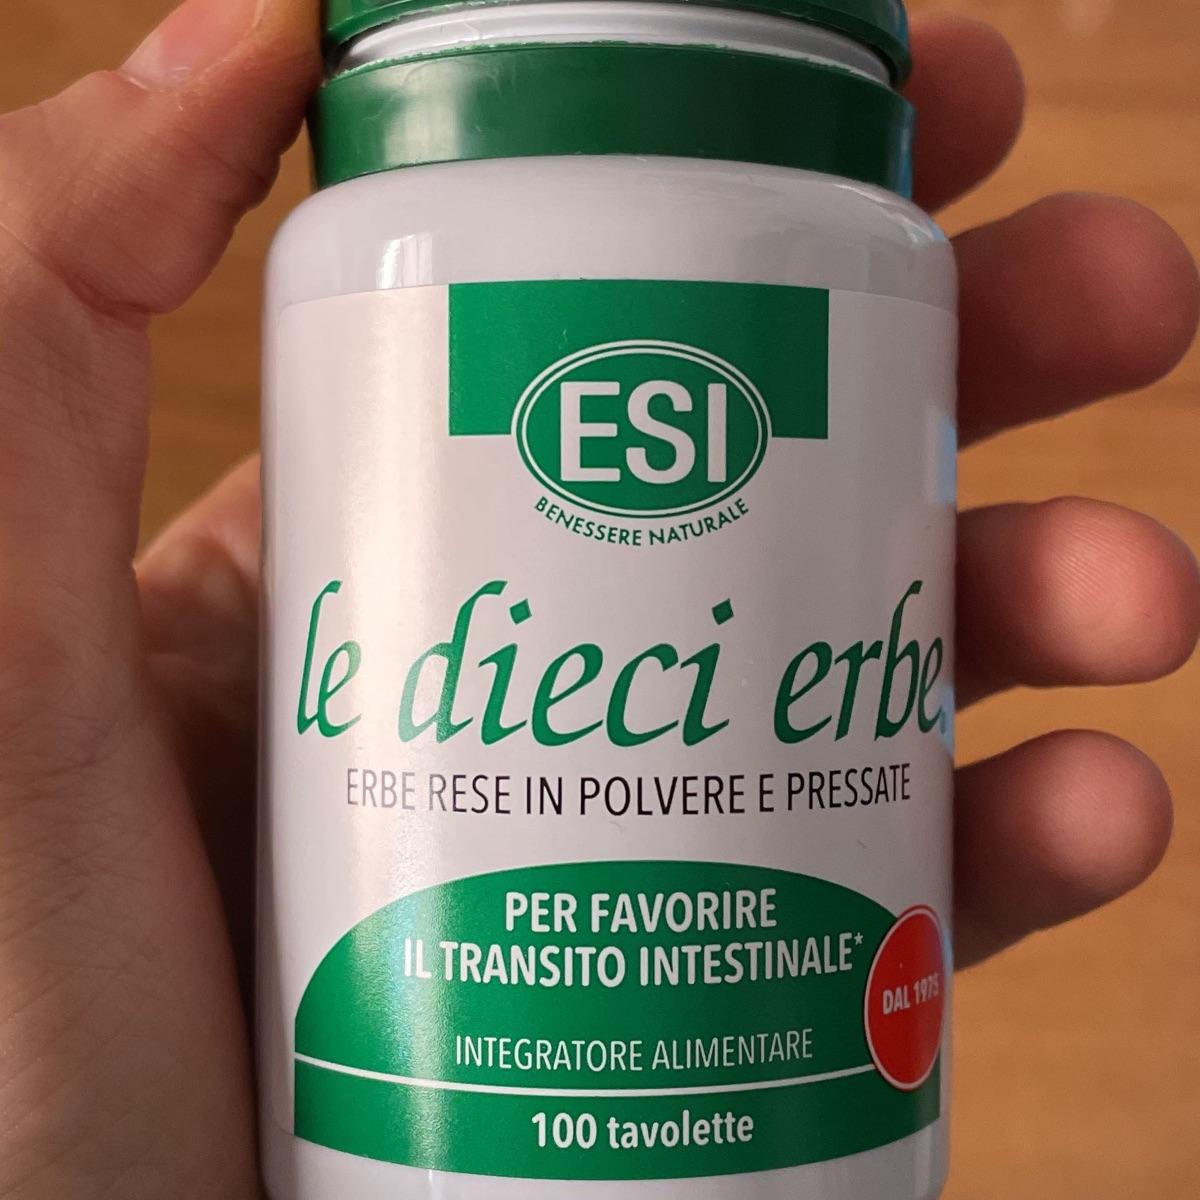 ESI
BENESSERE NATURALE
le dieci erbe
ERBE RESE IN POLVERE E PRESSATE
PER FAVORIRE
IL TRANSITO INTESTINALE*
DAL 1975
INTEGRATORE ALIMENTARE
100 tavolette